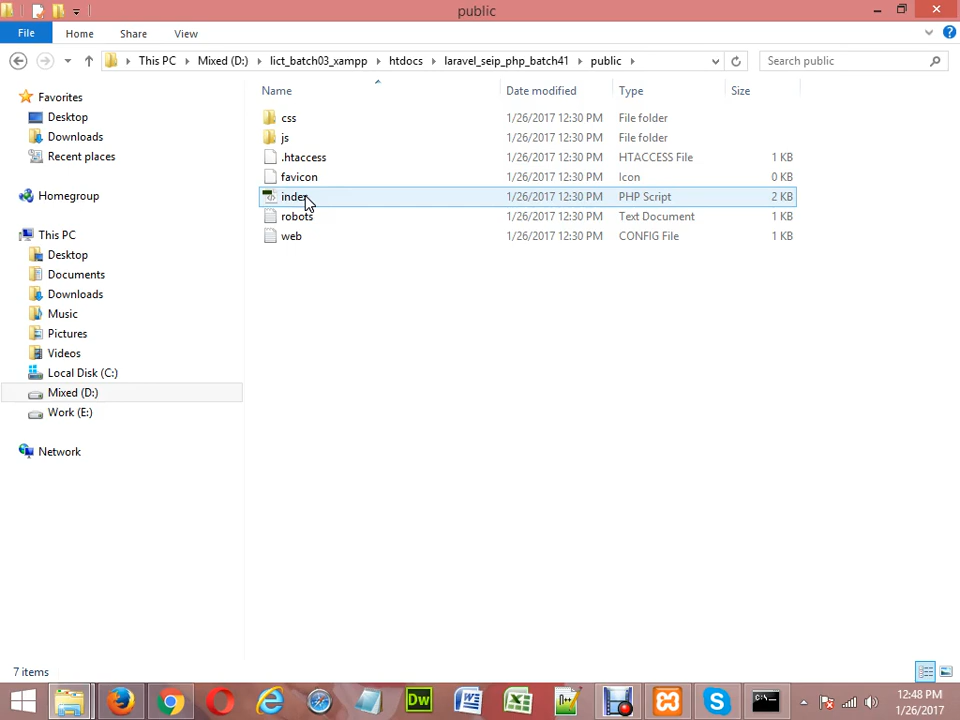 public
File Home Share View
This PC Mixed (D:) lict_batch03_xampp htdocs laravel_seip_php_batch41 public Search public
Name Date modified Type Size
Favorites
Desktop
Downloads
Recent places
Homegroup
This PC
Desktop
Documents
Downloads
Music
Pictures
Videos
Local Disk (C:)
Mixed (D:)
Work (E:)
Network
css 1/26/2017 12:30 PM File folder
js 1/26/2017 12:30 PM File folder
.htaccess 1/26/2017 12:30 PM HTACCESS File 1 KB
favicon 1/26/2017 12:30 PM Icon 0 KB
index 1/26/2017 12:30 PM PHP Script 2 KB
robots 1/26/2017 12:30 PM Text Document 1 KB
web 1/26/2017 12:30 PM CONFIG File 1 KB
7 items
Dw
12:48 PM
1/26/2017